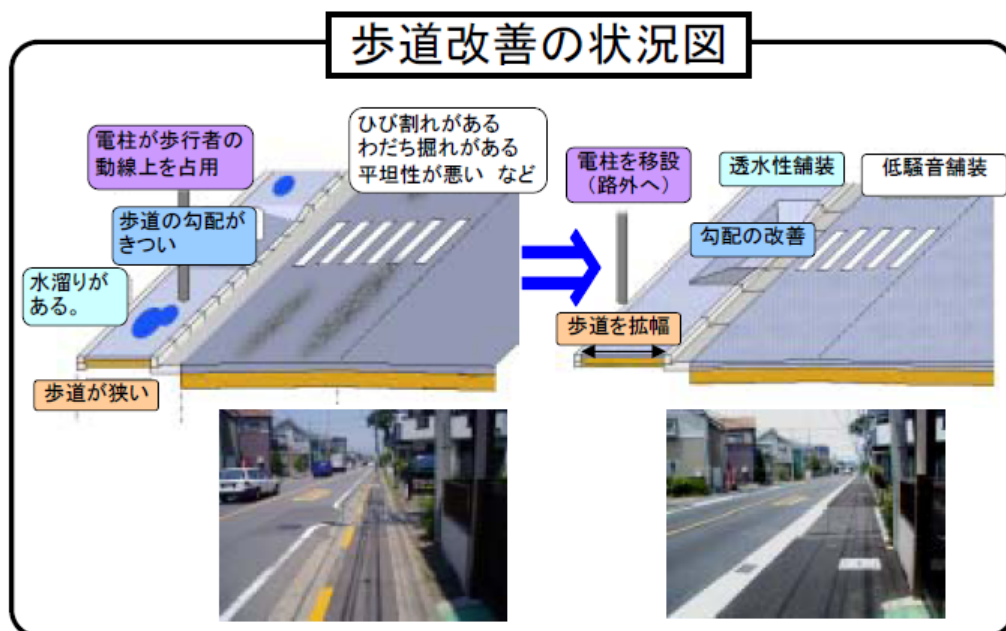 歩道改善の状況図
電柱が歩行者の
動線上を占用
ひび割れがある
わだち掘れがある
平坦性が悪い など
歩道の勾配が
きつい
水溜りが
ある。
歩道が狭い
電柱を移設
(路外へ)
透水性舗装
低騒音舗装
勾配の改善
歩道を拡幅